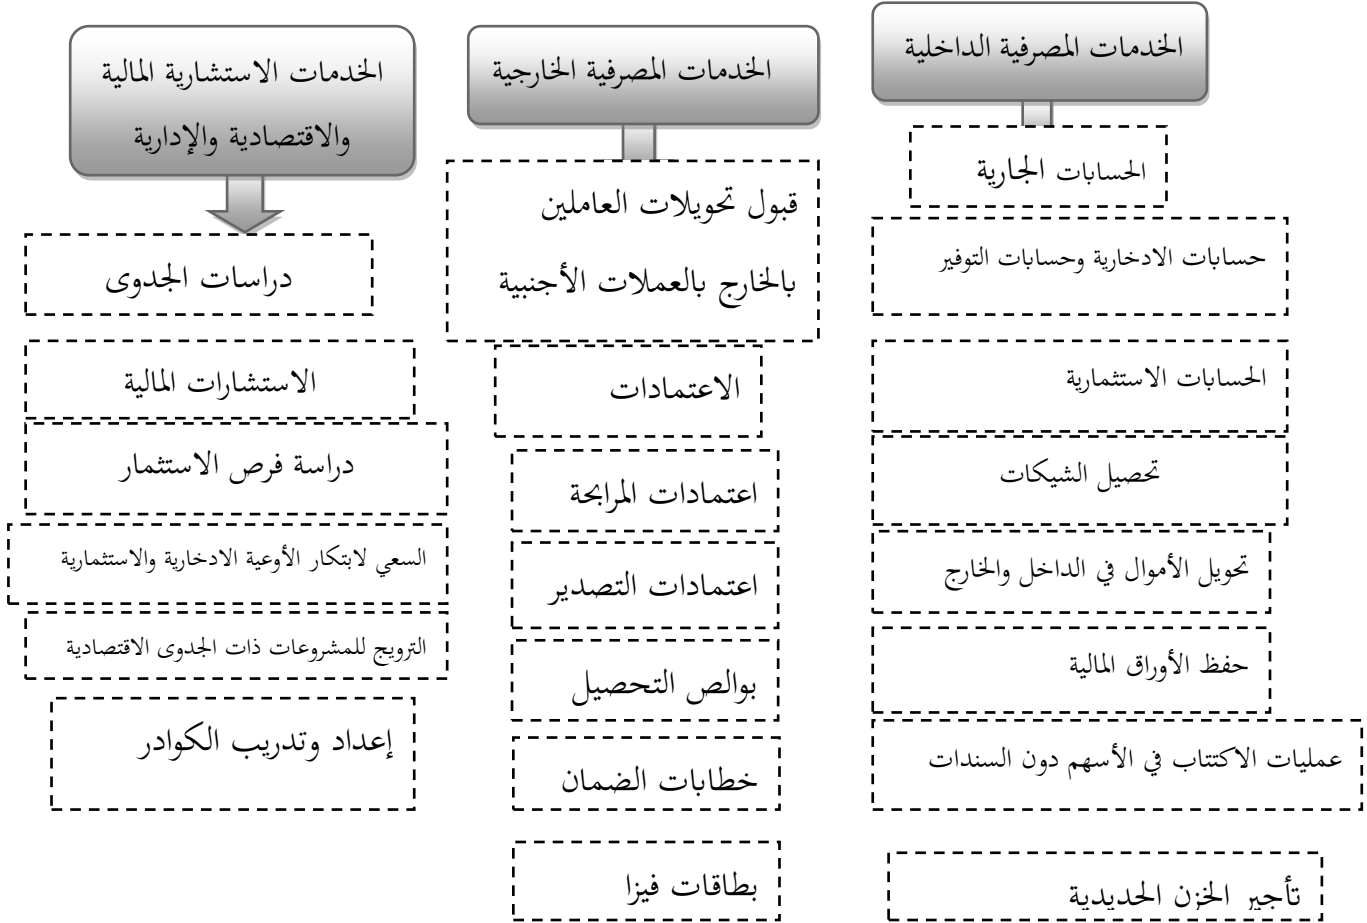 الخدمات المصرفية الداخلية
الحسابات الجارية
حسابات الادخارية وحسابات التوفير
الحسابات الاستثمارية
تحصيل الشيكات
تحويل الأموال في الداخل والخارج
حفظ الأوراق المالية
عمليات الاكتتاب في الأسهم دون السندات
تأجير الخزن الحديدية
الخدمات المصرفية الخارجية
قبول تحويلات العاملين
بالخارج بالعملات الأجنبية
الاعتمادات
اعتمادات المرابحة
اعتمادات التصدير
بوالص التحصيل
خطابات الضمان
بطاقات فيزا
الخدمات الاستشارية المالية
والاقتصادية والإدارية
دراسات الجدوى
الاستشارات المالية
دراسة فرص الاستثمار
السعي لابتكار الأوعية الادخارية والاستثمارية
الترويج للمشروعات ذات الجدوى الاقتصادية
إعداد وتدريب الكوادر